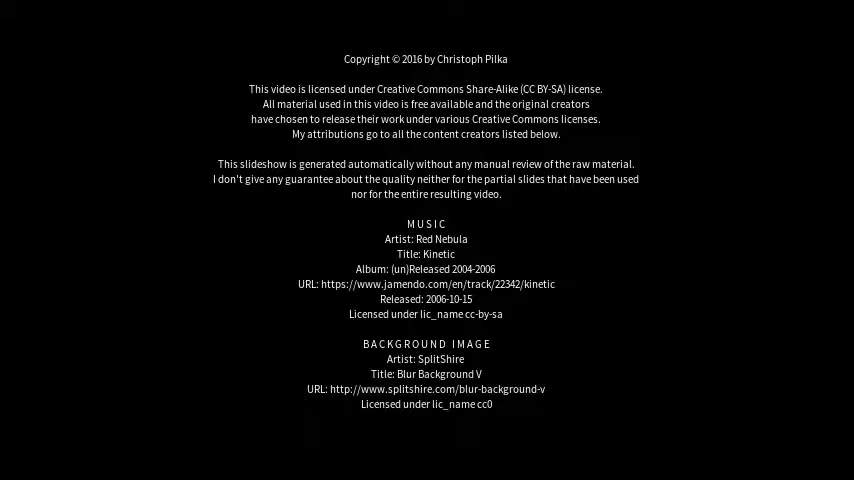 Copyright © 2016 by Christoph Pilka
This video is licensed under Creative Commons Share-Alike (CC BY-SA) license.
All material used in this video is free available and the original creators
have chosen to release their work under various Creative Commons licenses.
My attributions go to all the content creators listed below.
This slideshow is generated automatically without any manual review of the raw material.
I don't give any guarantee about the quality neither for the partial slides that have been used
nor for the entire resulting video.
M U S I C
Artist: Red Nebula
Title: Kinetic
Album: (un)Released 2004-2006
URL: https://www.jamendo.com/en/track/22342/kinetic
Released: 2006-10-15
Licensed under lic_name cc-by-sa
B A C K G R O U N D   I M A G E
Artist: SplitShire
Title: Blur Background V
URL: http://www.splitshire.com/blur-background-v
Licensed under lic_name cc0